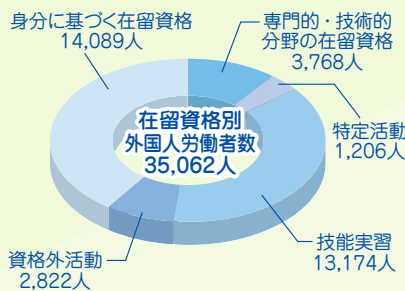 身分に基づく在留資格
14,089人
専門的・技術的
分野の在留資格
3,768人
在留資格別
外国人労働者数
35,062人
特定活動
1,206人
技能実習
13,174人
資格外活動
2,822人